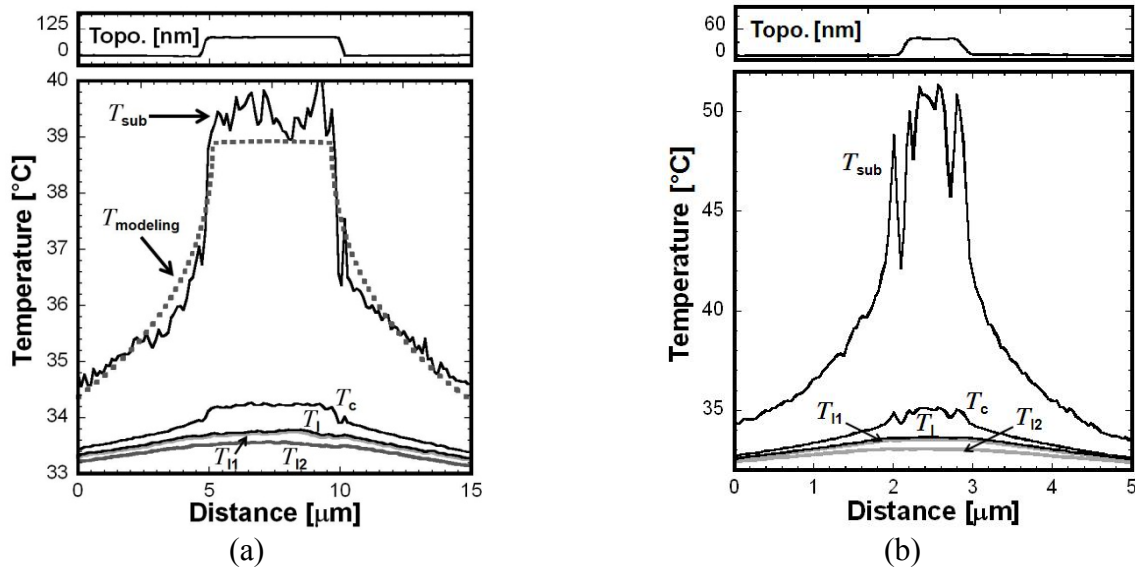 125
0
Topo. [nm]
40
39
38
37
36
35
34
33
Temperature [°C]
T_sub
T_modeling
T_c
T_l
T_l1
T_l2
0
5
10
15
Distance [μm]
(a)
60
0
Topo. [nm]
50
45
40
35
Temperature [°C]
T_sub
T_c
T_l1
T_l
T_l2
0
1
2
3
4
5
Distance [μm]
(b)